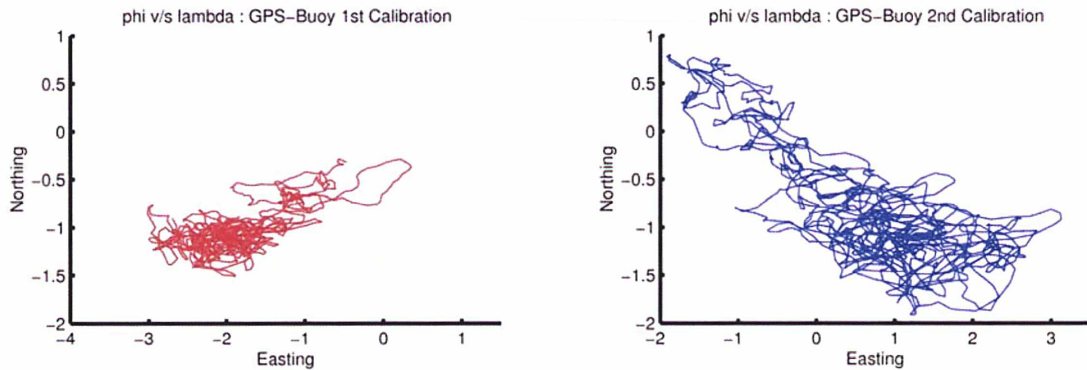 phi v/s lambda : GPS-Buoy 1st Calibration
1
0.5
0
−0.5
−1
−1.5
−2
Northing
−4 −3 −2 −1 0 1
Easting
phi v/s lambda : GPS-Buoy 2nd Calibration
1
0.5
0
−0.5
−1
−1.5
−2
Northing
−2 −1 0 1 2 3
Easting